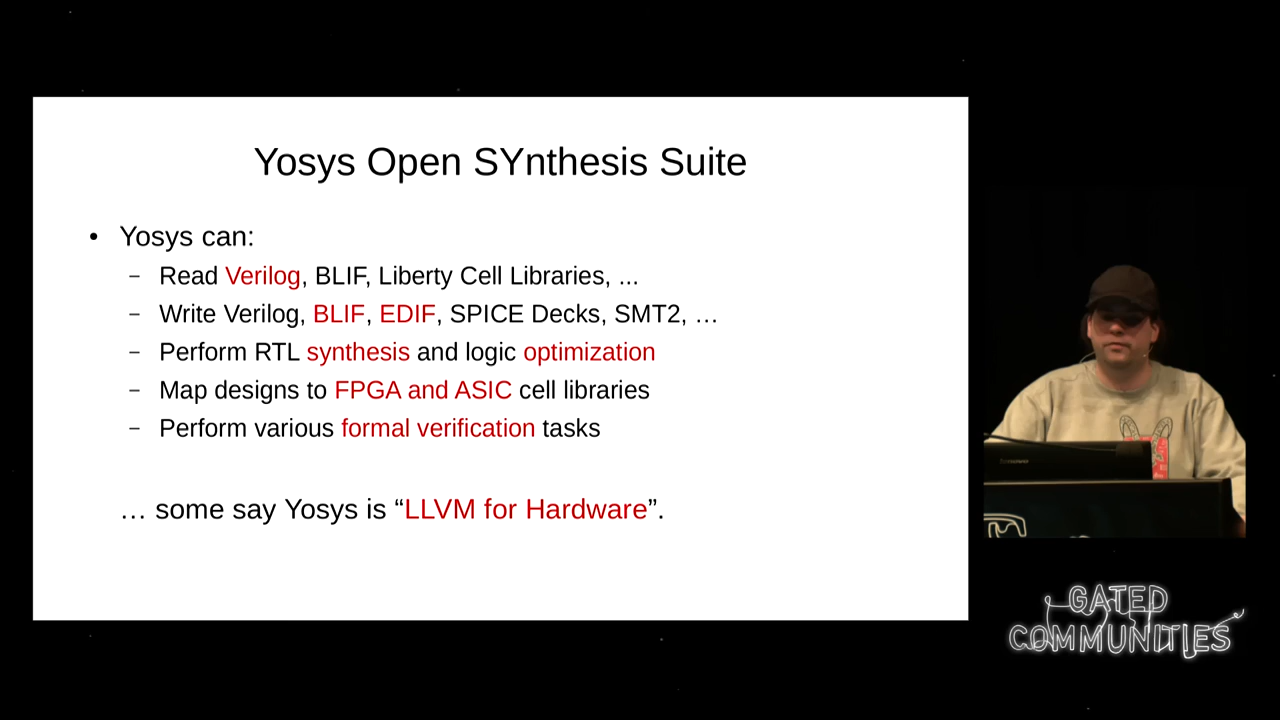 Yosys Open SYnthesis Suite
• Yosys can:
– Read Verilog, BLIF, Liberty Cell Libraries, ...
– Write Verilog, BLIF, EDIF, SPICE Decks, SMT2, …
– Perform RTL synthesis and logic optimization
– Map designs to FPGA and ASIC cell libraries
– Perform various formal verification tasks
… some say Yosys is “LLVM for Hardware”.
lenovo
GATED
COMMUNITIES